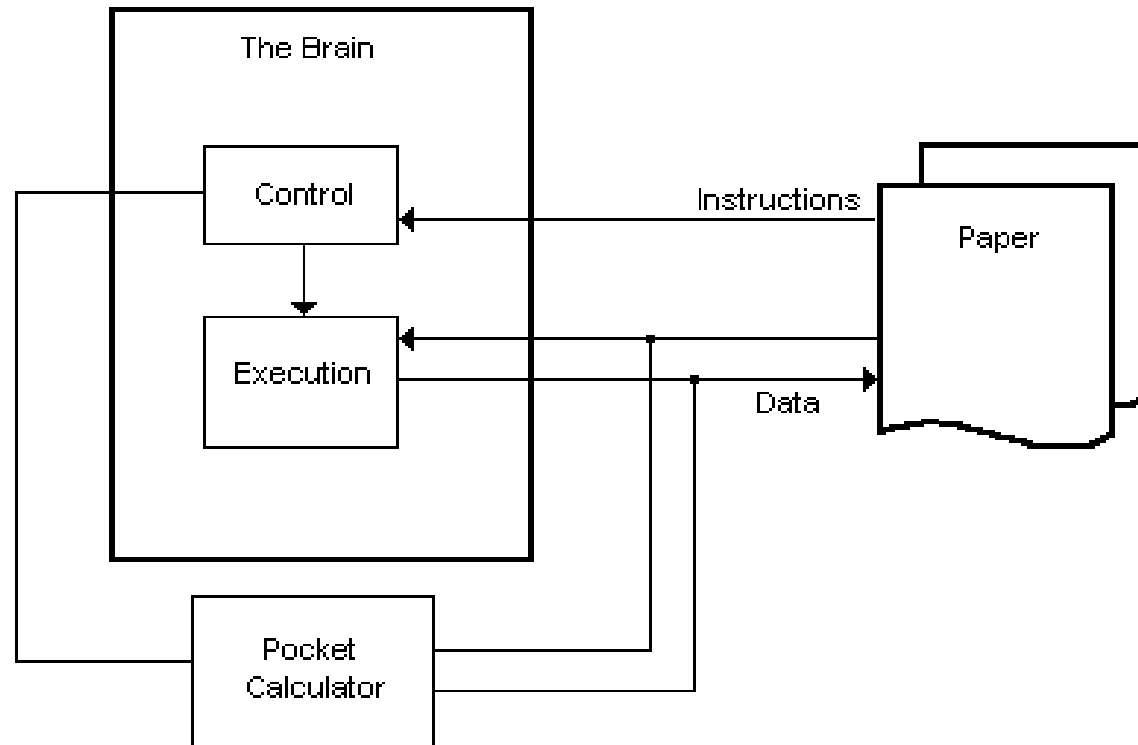 The Brain
Control
Instructions
Paper
Execution
Data
Pocket
Calculator